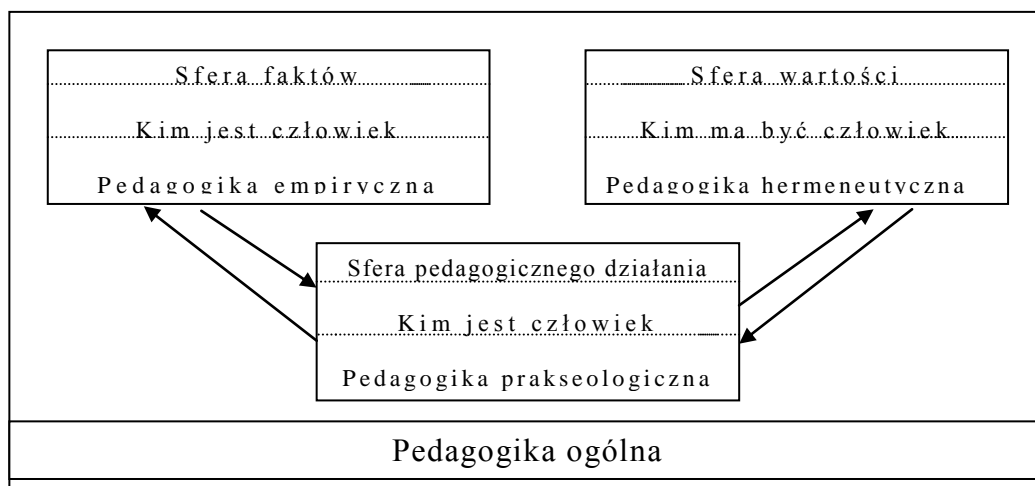 Sfera faktów
Kim jest człowiek
Pedagogika empiryczna
Sfera wartości
Kim ma być człowiek
Pedagogika hermeneutyczna
Sfera pedagogicznego działania
Kim jest człowiek
Pedagogika prakseologiczna
Pedagogika ogólna